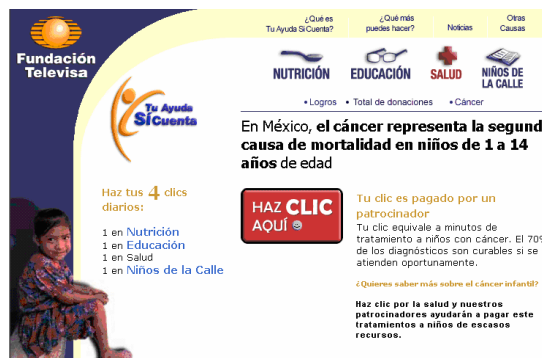 Fundación
Televisa
¿Qué es
Tu Ayuda Sí Cuenta?
¿Qué más
puedes hacer?
Noticias
Otras
Causas
NUTRICIÓN
EDUCACIÓN
SALUD
NIÑOS DE
LA CALLE
• Logros • Total de donaciones • Cáncer
Tu Ayuda
Sí Cuenta
En México, el cáncer representa la segund
causa de mortalidad en niños de 1 a 14
años de edad
Haz tus 4 clics
diarios:
1 en Nutrición
1 en Educación
1 en Salud
1 en Niños de la Calle
HAZ CLIC
AQUÍ
Tu clic es pagado por un
patrocinador
Tu clic equivale a minutos de
tratamiento a niños con cáncer. El 70%
de los diagnósticos son curables si se
atienden oportunamente.
¿Quieres saber más sobre el cáncer infantil?
Haz clic por la salud y nuestros
patrocinadores ayudarán a pagar este
tratamientos a niños de escasos
recursos.